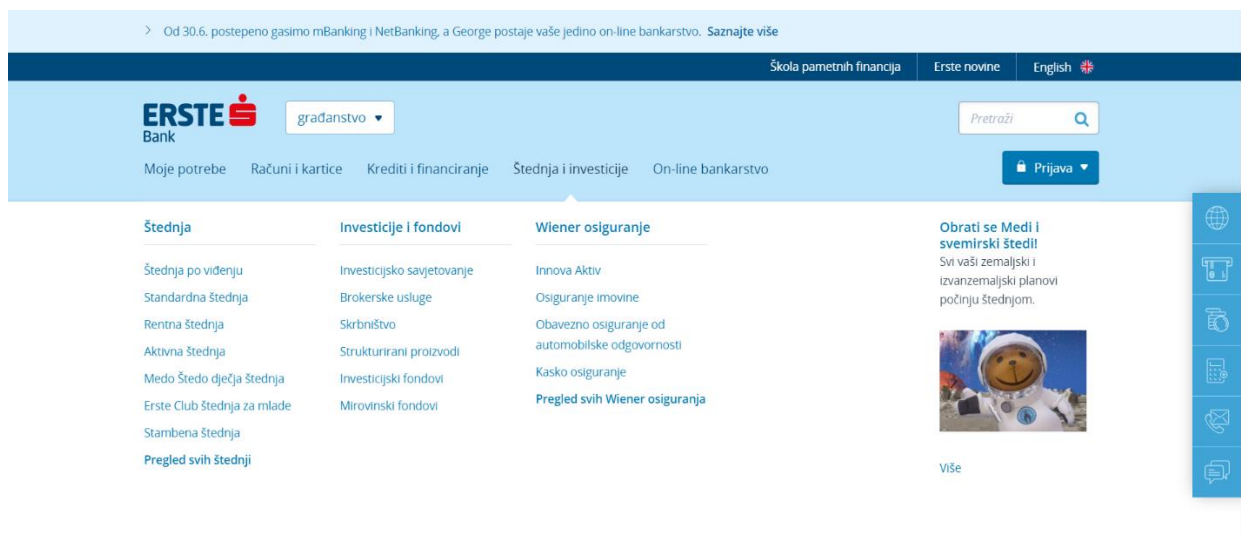 Od 30.6. postepeno gasimo mBanking i NetBanking, a George postaje vaše jedino on-line bankarstvo. Saznajte više
Škola pametnih financija
Erste novine
English
ERSTE
Bank
građanstvo
Pretraži
Moje potrebe
Računi i kartice
Krediti i financiranje
Štednja i investicije
On-line bankarstvo
Prijava
Štednja
Štednja po viđenju
Standardna štednja
Rentna štednja
Aktivna štednja
Medo Štedo dječja štednja
Erste Club štednja za mlade
Stambena štednja
Pregled svih štednji
Investicije i fondovi
Investicijsko savjetovanje
Brokerske usluge
Skrbništvo
Strukturirani proizvodi
Investicijski fondovi
Mirovinski fondovi
Wiener osiguranje
Innova Aktiv
Osiguranje imovine
Obavezno osiguranje od
automobilske odgovornosti
Kasko osiguranje
Pregled svih Wiener osiguranja
Obrati se Medi i
svemirski štedi!
Svi vaši zemaljski i
izvanzemaljski planovi
počinju štednjom.
Više